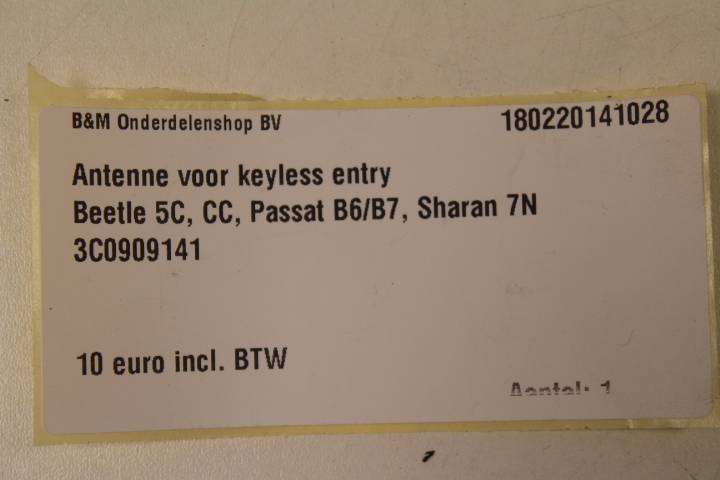 B&M Onderdelenshop BV 180220141028
Antenne voor keyless entry
Beetle 5C, CC, Passat B6/B7, Sharan 7N
3C0909141
10 euro incl. BTW
Aantal: 1